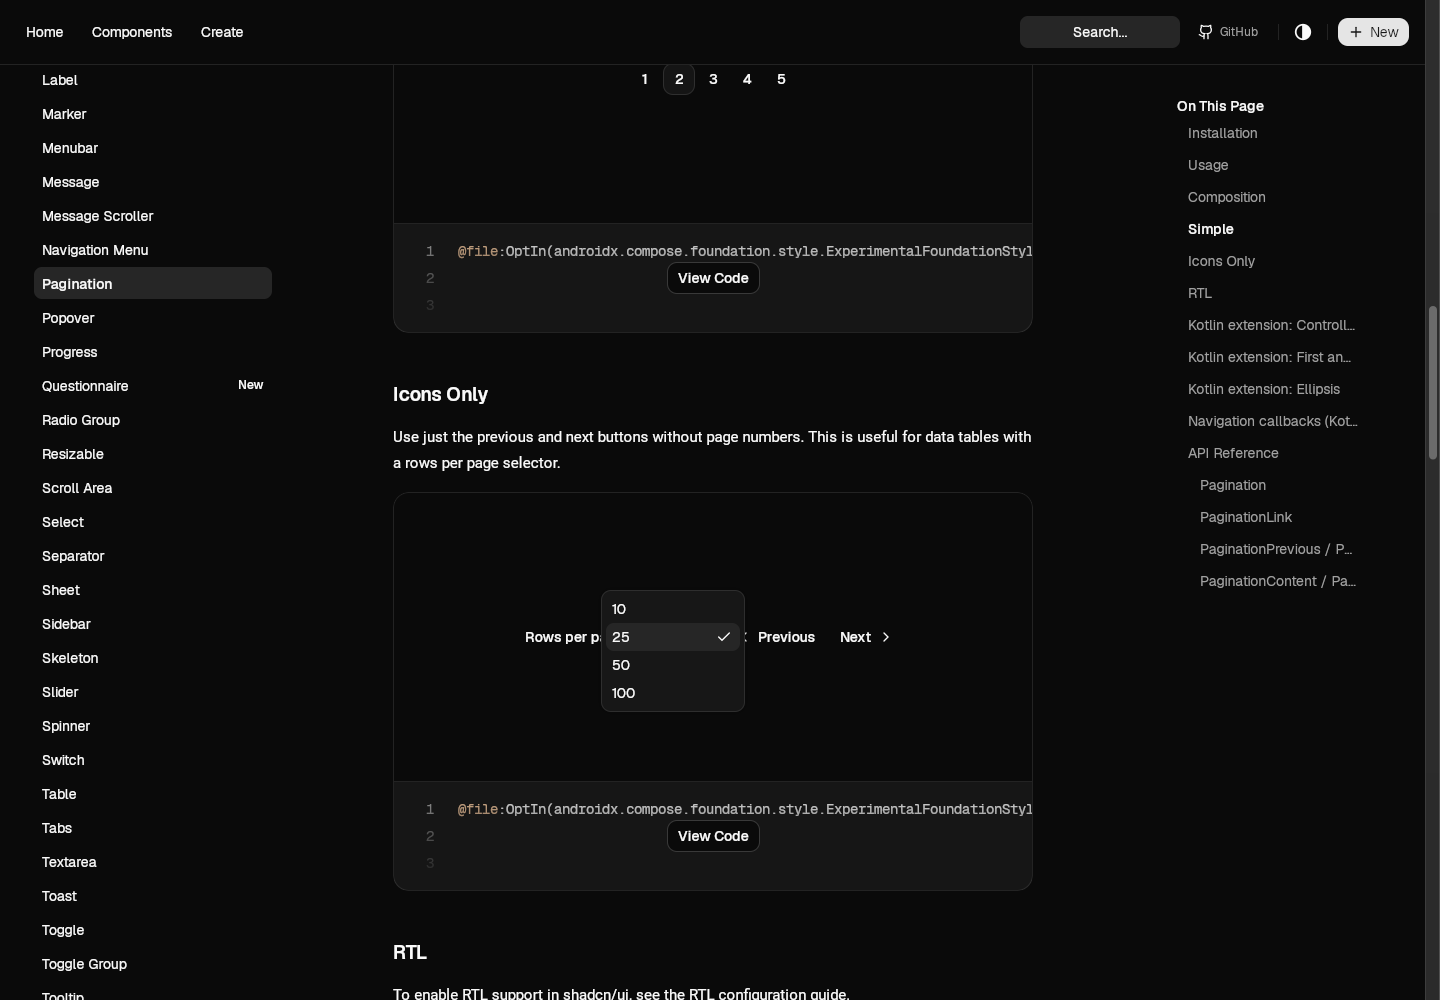 Home Components Create Search... GitHub New
Label
Marker
Menubar
Message
Message Scroller
Navigation Menu
Pagination
Popover
Progress
Questionnaire New
Radio Group
Resizable
Scroll Area
Select
Separator
Sheet
Sidebar
Skeleton
Slider
Spinner
Switch
Table
Tabs
Textarea
Toast
Toggle
Toggle Group
Tooltip
1 2 3 4 5
1 @file:OptIn(androidx.compose.foundation.style.ExperimentalFoundationStyl
2
View Code
3
Icons Only
Use just the previous and next buttons without page numbers. This is useful for data tables with
a rows per page selector.
10
Rows per 25 Previous Next
50
100
1 @file:OptIn(androidx.compose.foundation.style.ExperimentalFoundationStyl
2
View Code
3
RTL
To enable RTL support in shadcn/ui, see the RTL configuration guide.
On This Page
Installation
Usage
Composition
Simple
Icons Only
RTL
Kotlin extension: Controll...
Kotlin extension: First an...
Kotlin extension: Ellipsis
Navigation callbacks (Kot...
API Reference
Pagination
PaginationLink
PaginationPrevious / P...
PaginationContent / Pa...